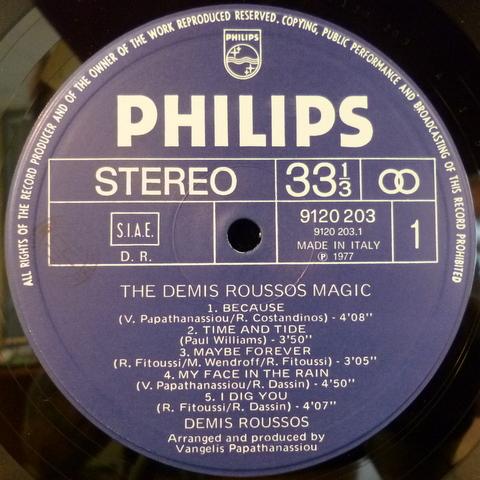 ALL RIGHTS OF THE RECORD PRODUCER AND OF THE OWNER OF THE WORK REPRODUCED RESERVED. COPYING, PUBLIC PERFORMANCE AND BROADCASTING OF THIS RECORD PROHIBITED
PHILIPS
PHILIPS
STEREO 33 1/3
S.I.A.E.
D. R.
9120 203
9120 203.1
MADE IN ITALY
℗ 1977
1
THE DEMIS ROUSSOS MAGIC
1. BECAUSE
(V. Papathanassiou/R. Costandinos) - 4'08"
2. TIME AND TIDE
(Paul Williams) - 3'50"
3. MAYBE FOREVER
(R. Fitoussi/M. Wendroff/R. Fitoussi) - 3'05"
4. MY FACE IN THE RAIN
(V. Papathanassiou/R. Dassin) - 4'50"
5. I DIG YOU
(R. Fitoussi/R. Dassin) - 4'07"
DEMIS ROUSSOS
Arranged and produced by
Vangelis Papathanassiou